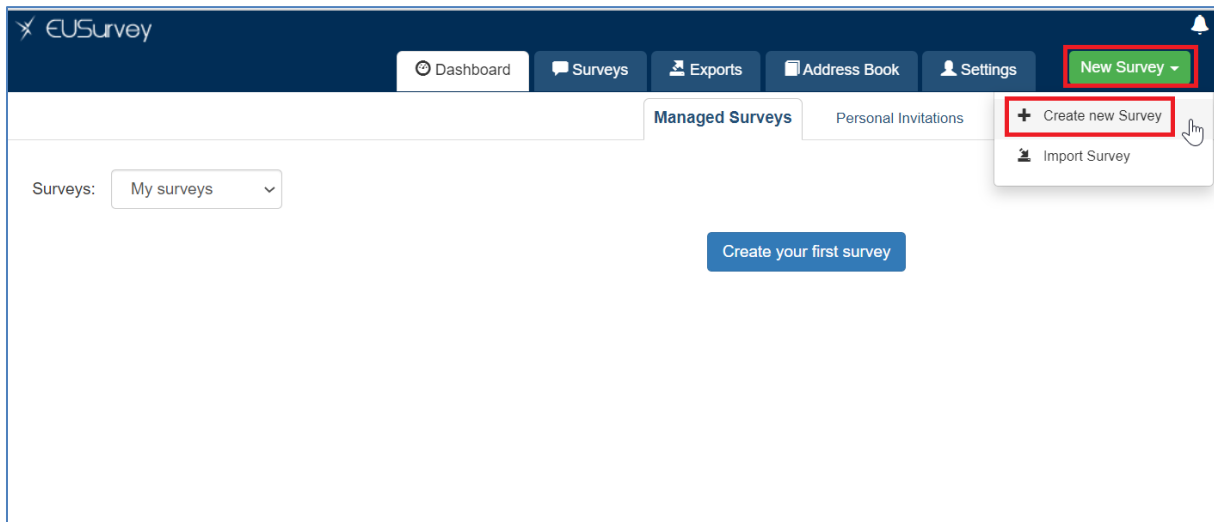 EUSurvey
Dashboard Surveys Exports Address Book Settings New Survey
Managed Surveys Personal Invitations Create new Survey
Import Survey
Surveys: My surveys
Create your first survey